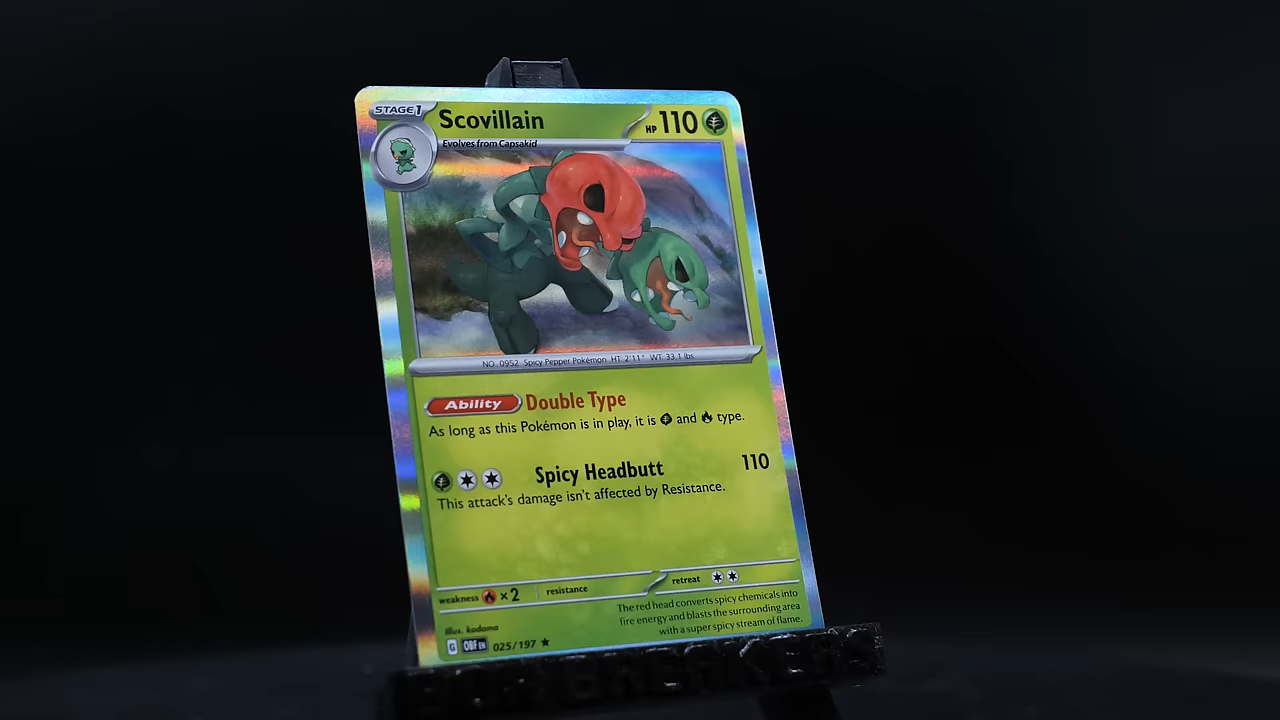 STAGE1
Scovillain
HP 110
Evolves from Capsakid
NO. 0952 Spicy Pepper Pokémon HT 2'11" WT 33.1 lbs
Ability Double Type
As long as this Pokémon is in play, it is and type.
Spicy Headbutt 110
This attack's damage isn't affected by Resistance.
weakness ×2 resistance retreat
The red head converts spicy chemicals into
fire energy and blasts the surrounding area
with a super spicy stream of flame.
Illus. kodama
G OBF EN 025/197